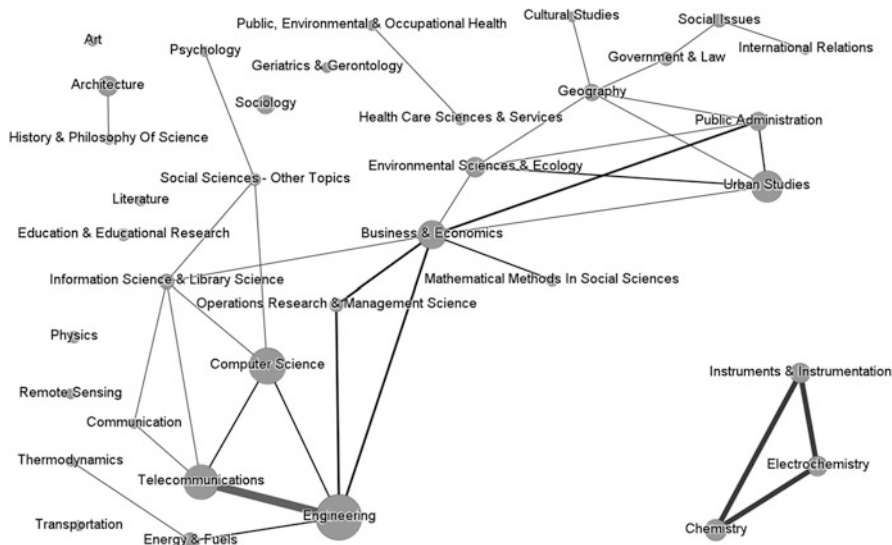 Public, Environmental & Occupational Health
Cultural Studies
Social Issues
Art
Psychology
Government & Law
International Relations
Geriatrics & Gerontology
Architecture
Geography
Sociology
Health Care Sciences & Services
Public Administration
History & Philosophy Of Science
Environmental Sciences & Ecology
Social Sciences - Other Topics
Urban Studies
Literature
Education & Educational Research
Business & Economics
Information Science & Library Science
Mathematical Methods In Social Sciences
Operations Research & Management Science
Physics
Computer Science
Instruments & Instrumentation
Remote Sensing
Communication
Thermodynamics
Electrochemistry
Telecommunications
Engineering
Transportation
Chemistry
Energy & Fuels